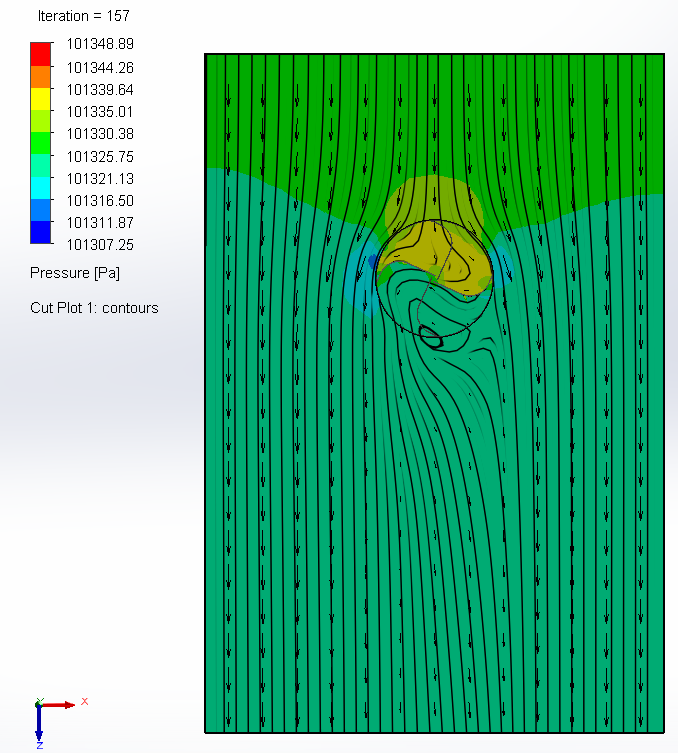 Iteration = 157
101348.89
101344.26
101339.64
101335.01
101330.38
101325.75
101321.13
101316.50
101311.87
101307.25
Pressure [Pa]
Cut Plot 1: contours
Y
X
Z